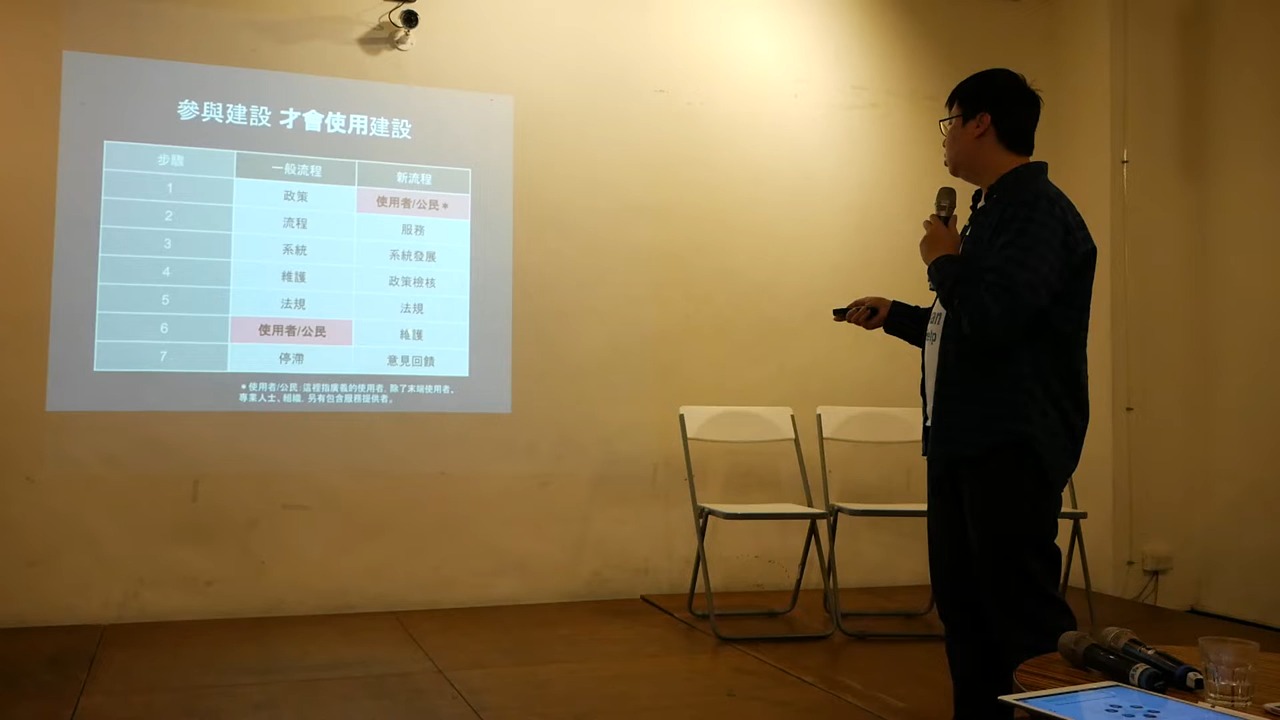 參與建設 才會使用建設
步驟 一般流程 新流程
1 政策 使用者/公民*
2 流程 服務
3 系統 系統發展
4 維護 政策檢核
5 法規 法規
6 使用者/公民 維護
7 停滯 意見回饋
*使用者/公民:這裡指廣義的使用者,除了末端使用者。
專業人士、組織,另有包含服務提供者。
an
elp